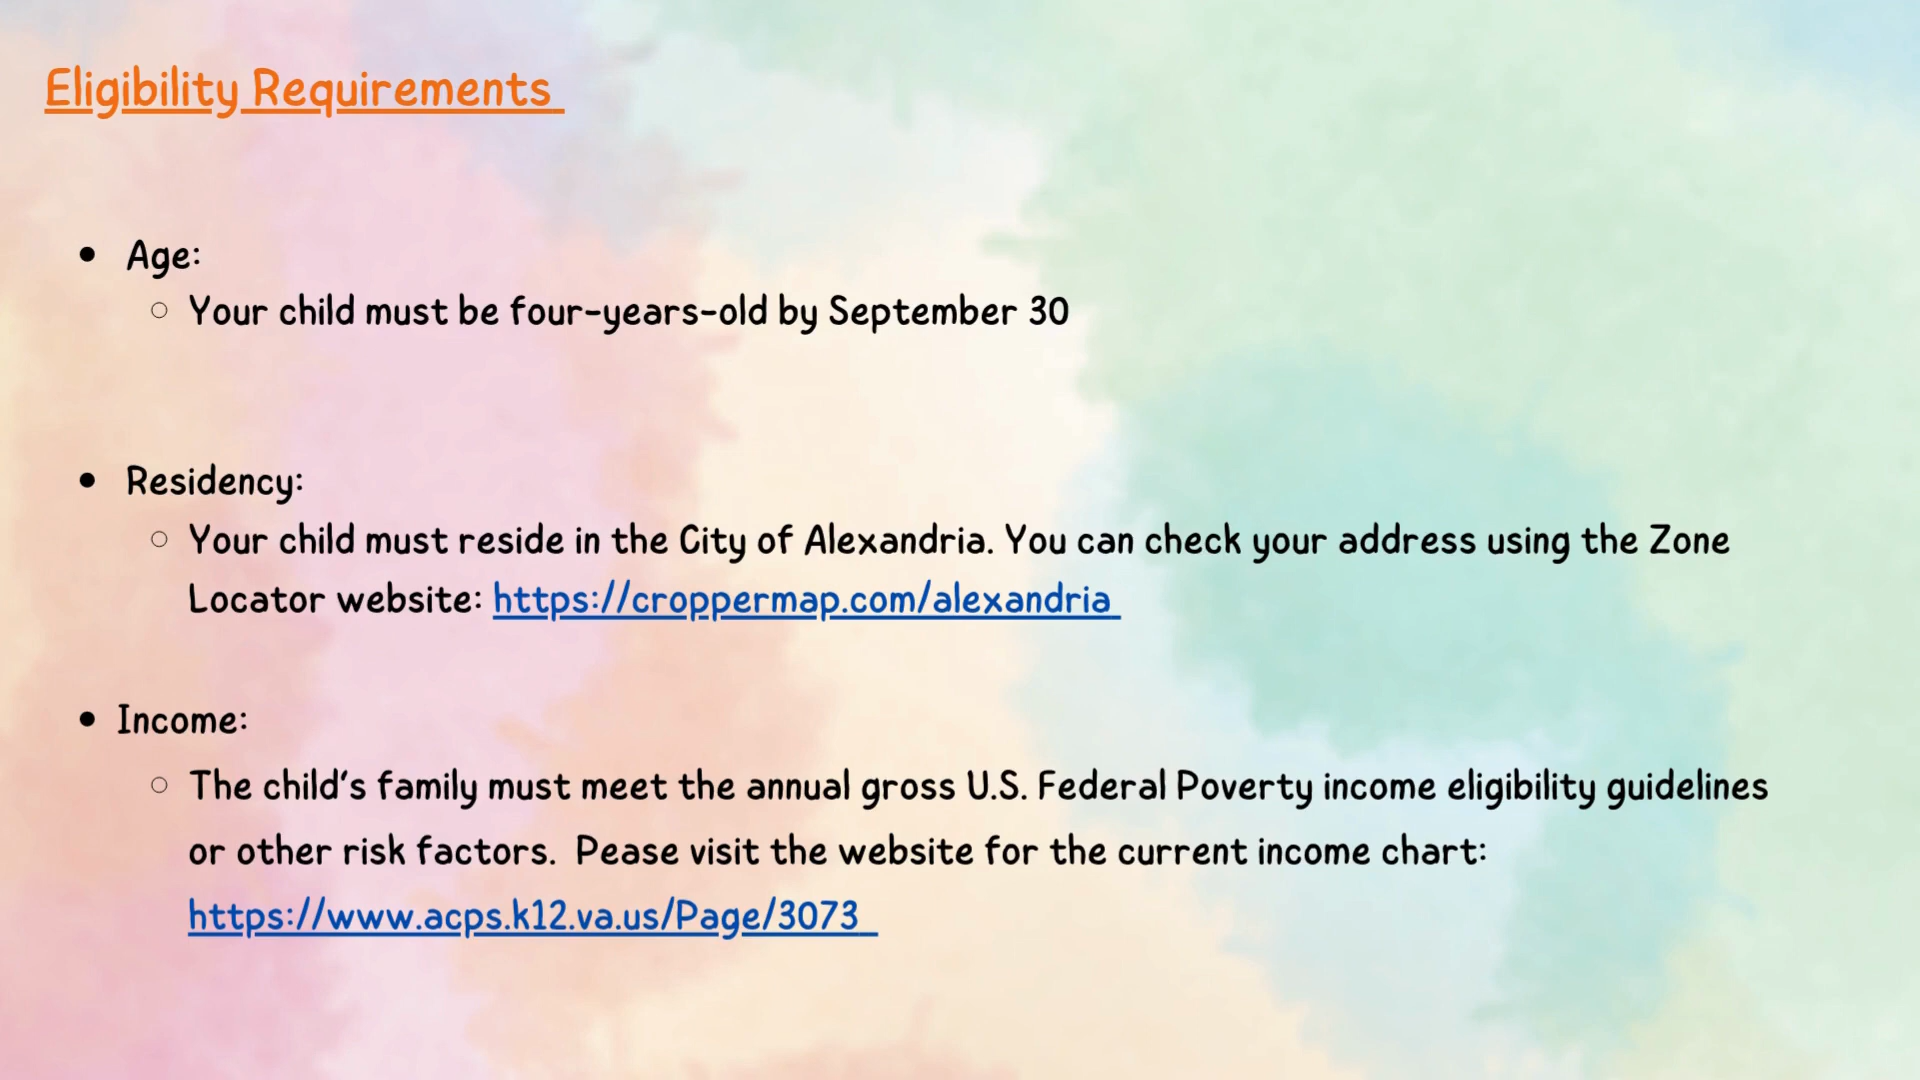 Eligibility Requirements
• Age:
○ Your child must be four-years-old by September 30
• Residency:
○ Your child must reside in the City of Alexandria. You can check your address using the Zone
Locator website: https://croppermap.com/alexandria
• Income:
○ The child's family must meet the annual gross U.S. Federal Poverty income eligibility guidelines
or other risk factors.  Pease visit the website for the current income chart:
https://www.acps.k12.va.us/Page/3073